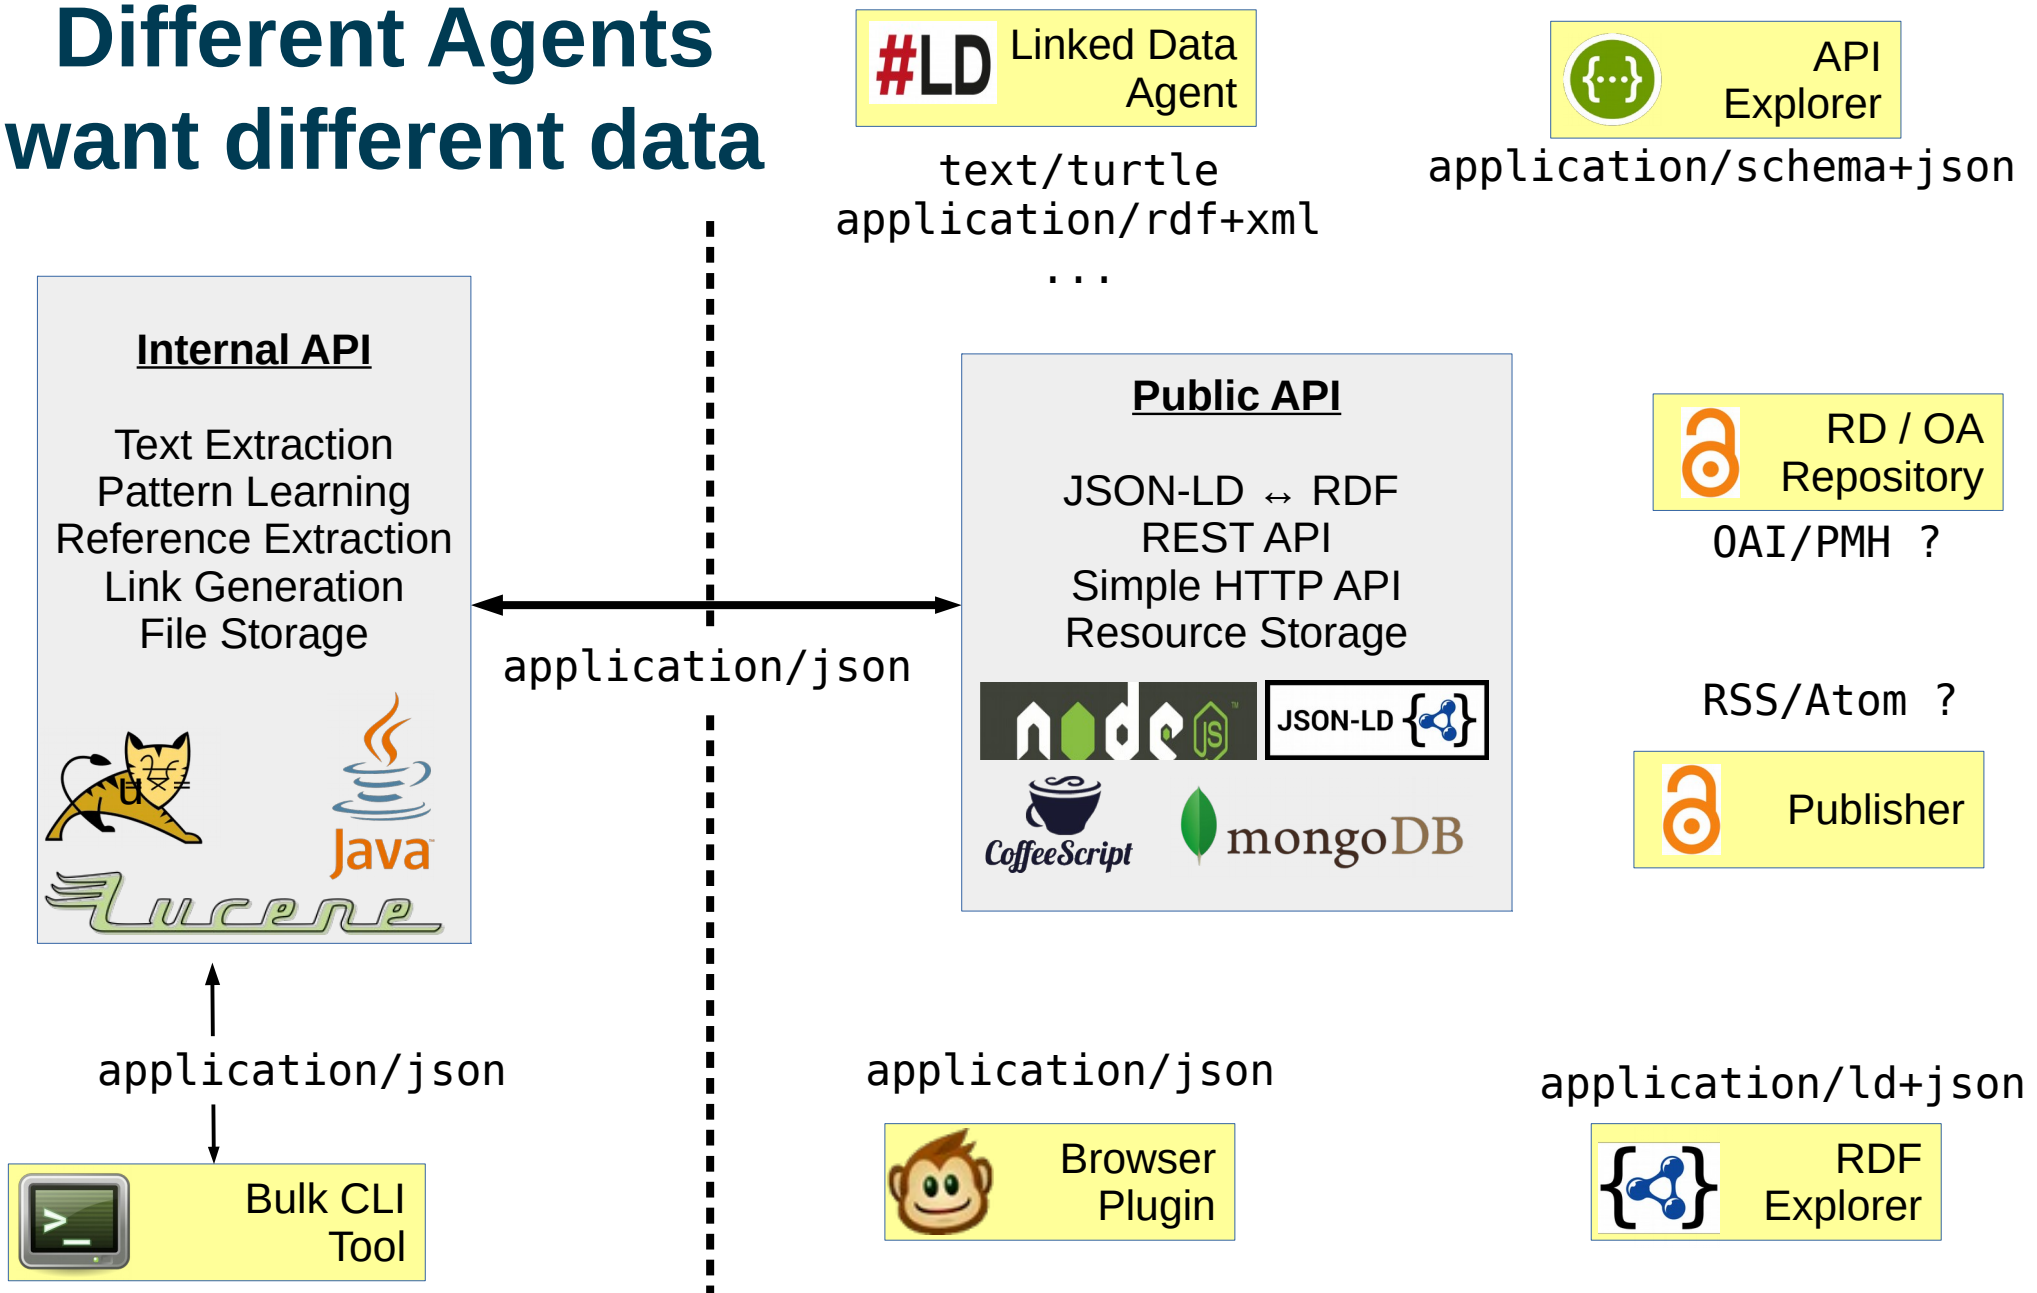 Different Agents
want different data
#LD
Linked Data
Agent
text/turtle
application/rdf+xml
...
{...}
API
Explorer
application/schema+json
Internal API
Text Extraction
Pattern Learning
Reference Extraction
Link Generation
File Storage
u
Java
Lucene
application/json
Public API
JSON-LD ↔ RDF
REST API
Simple HTTP API
Resource Storage
node JS ™
JSON-LD { }
CoffeeScript
mongoDB
RD / OA
Repository
OAI/PMH ?
RSS/Atom ?
Publisher
application/json
>_
Bulk CLI
Tool
application/json
Browser
Plugin
application/ld+json
{ }
RDF
Explorer